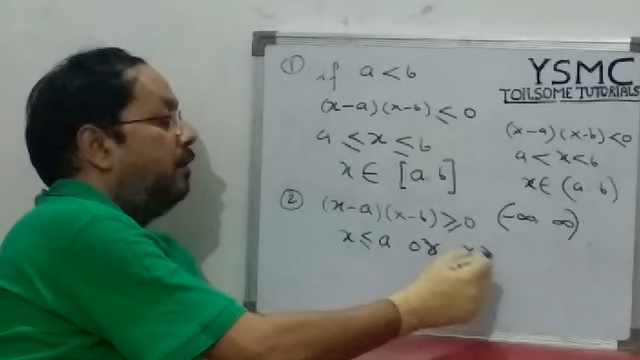 ① if a < b
(x-a)(x-b) ≤ 0
a ≤ x ≤ b
x ∈ [a b]
② (x-a)(x-b) ≥ 0 (-∞, ∞)
x ≤ a or x ≥
YSMC
TOILSOME TUTORIALS
(x-a)(x-b) < 0
a < x < b
x ∈ (a b)